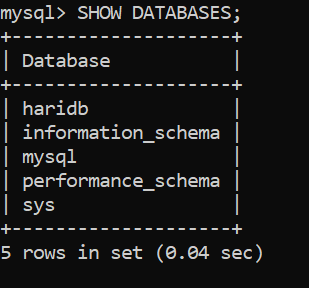 mysql> SHOW DATABASES;
+--------------------+
| Database           |
+--------------------+
| haridb             |
| information_schema |
| mysql              |
| performance_schema |
| sys                |
+--------------------+
5 rows in set (0.04 sec)